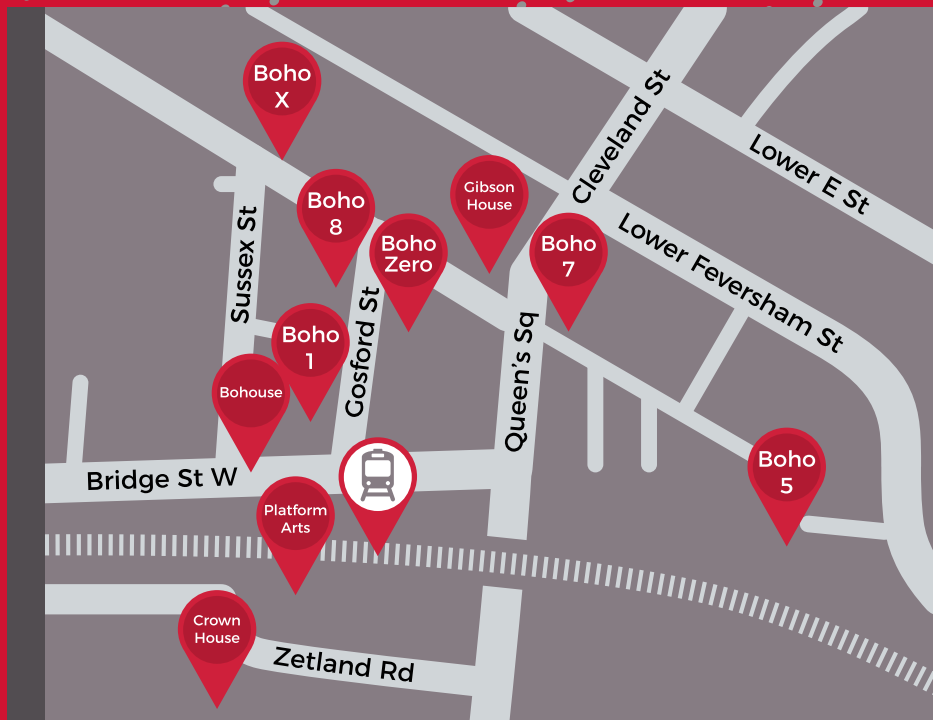 Boho
X
Cleveland St
Lower E St
Gibson
House
Boho
8
Boho
Zero
Boho
7
Sussex St
Lower Feversham St
Gosford St
Boho
1
Queen's Sq
Bohouse
Bridge St W
Boho
5
Platform
Arts
Crown
House
Zetland Rd